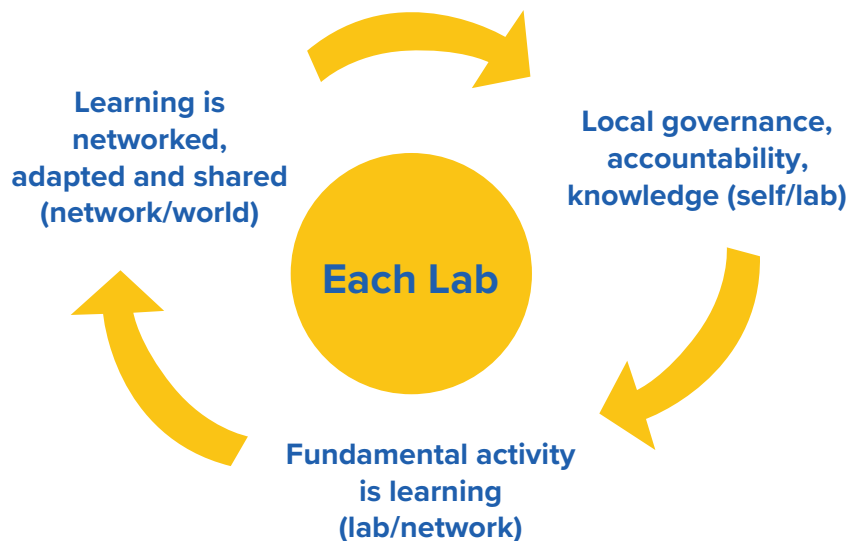 Learning is
networked,
adapted and shared
(network/world)
Local governance,
accountability,
knowledge (self/lab)
Each Lab
Fundamental activity
is learning
(lab/network)